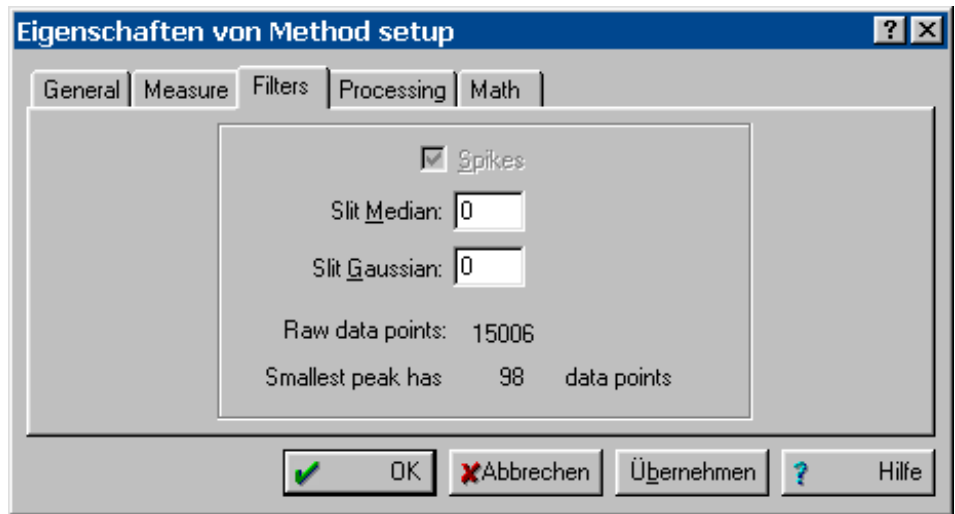 Eigenschaften von Method setup
General Measure Filters Processing Math
Spikes
Slit Median: 0
Slit Gaussian: 0
Raw data points: 15006
Smallest peak has 98 data points
OK Abbrechen Übernehmen ? Hilfe